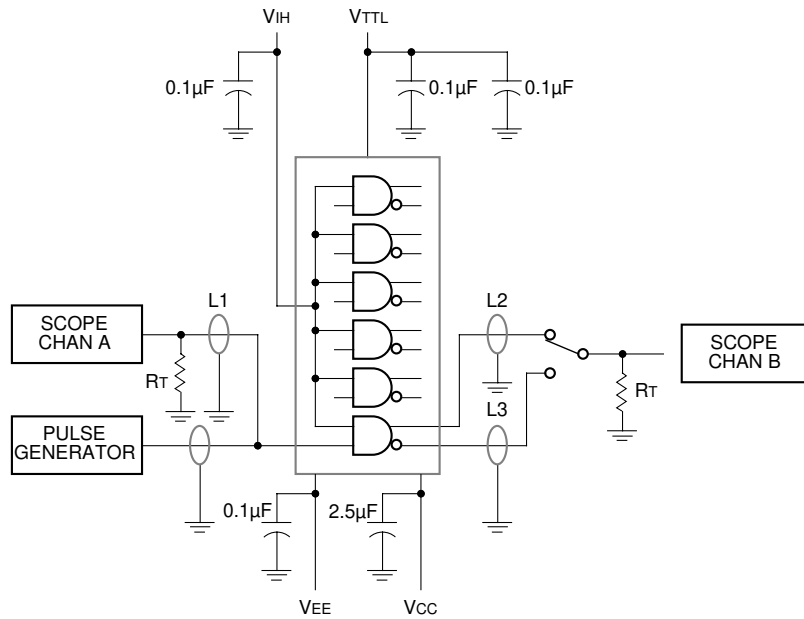 VIH
VTTL
0.1µF
0.1µF
0.1µF
L1
L2
SCOPE
CHAN A
SCOPE
CHAN B
RT
RT
L3
PULSE
GENERATOR
0.1µF
2.5µF
VEE
VCC